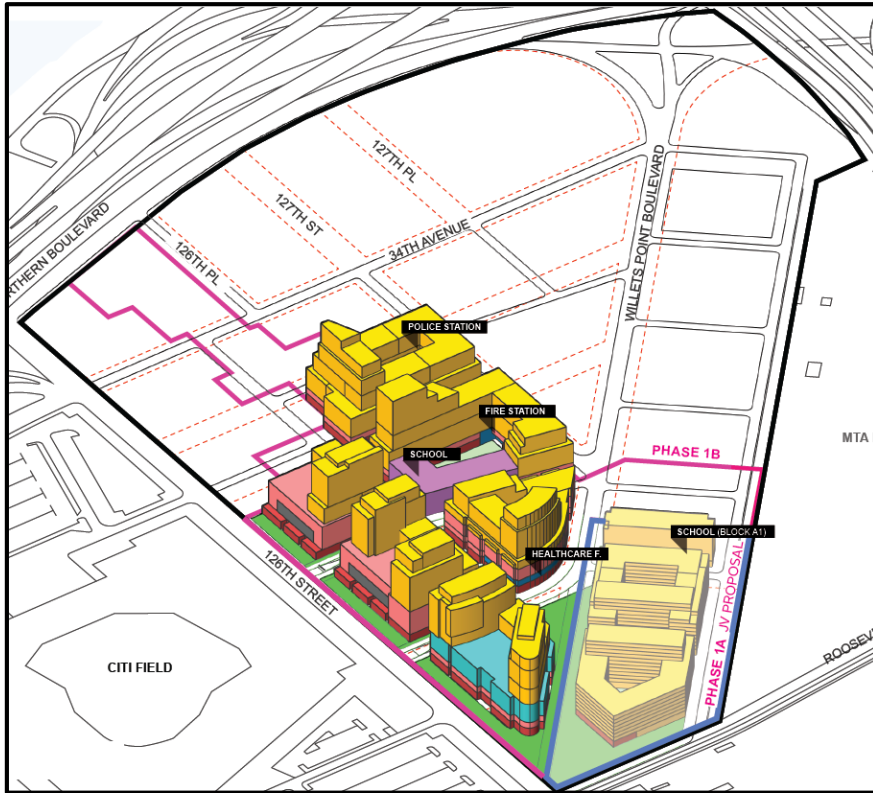 127TH PL
127TH ST
126TH PL
RTHERN BOULEVARD
34TH AVENUE
WILLETS POINT BOULEVARD
POLICE STATION
FIRE STATION
SCHOOL
PHASE 1B
MTA
SCHOOL (BLOCK A1)
HEALTHCARE F.
126TH STREET
PHASE 1A JV PROPOSAL
ROOSEV
CITI FIELD